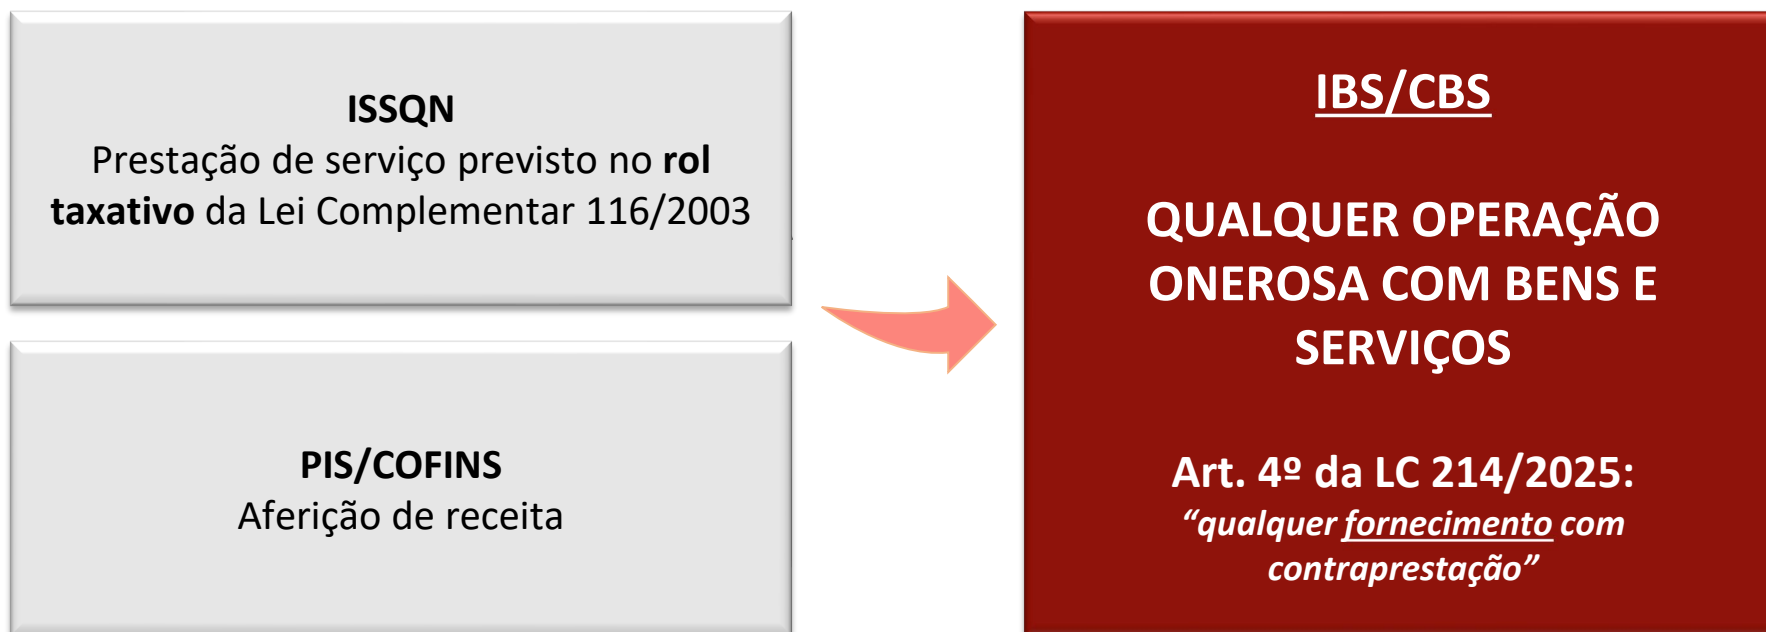 ISSQN
Prestação de serviço previsto no rol
taxativo da Lei Complementar 116/2003
PIS/COFINS
Aferição de receita
IBS/CBS
QUALQUER OPERAÇÃO
ONEROSA COM BENS E
SERVIÇOS
Art. 4º da LC 214/2025:
“qualquer fornecimento com
contraprestação”